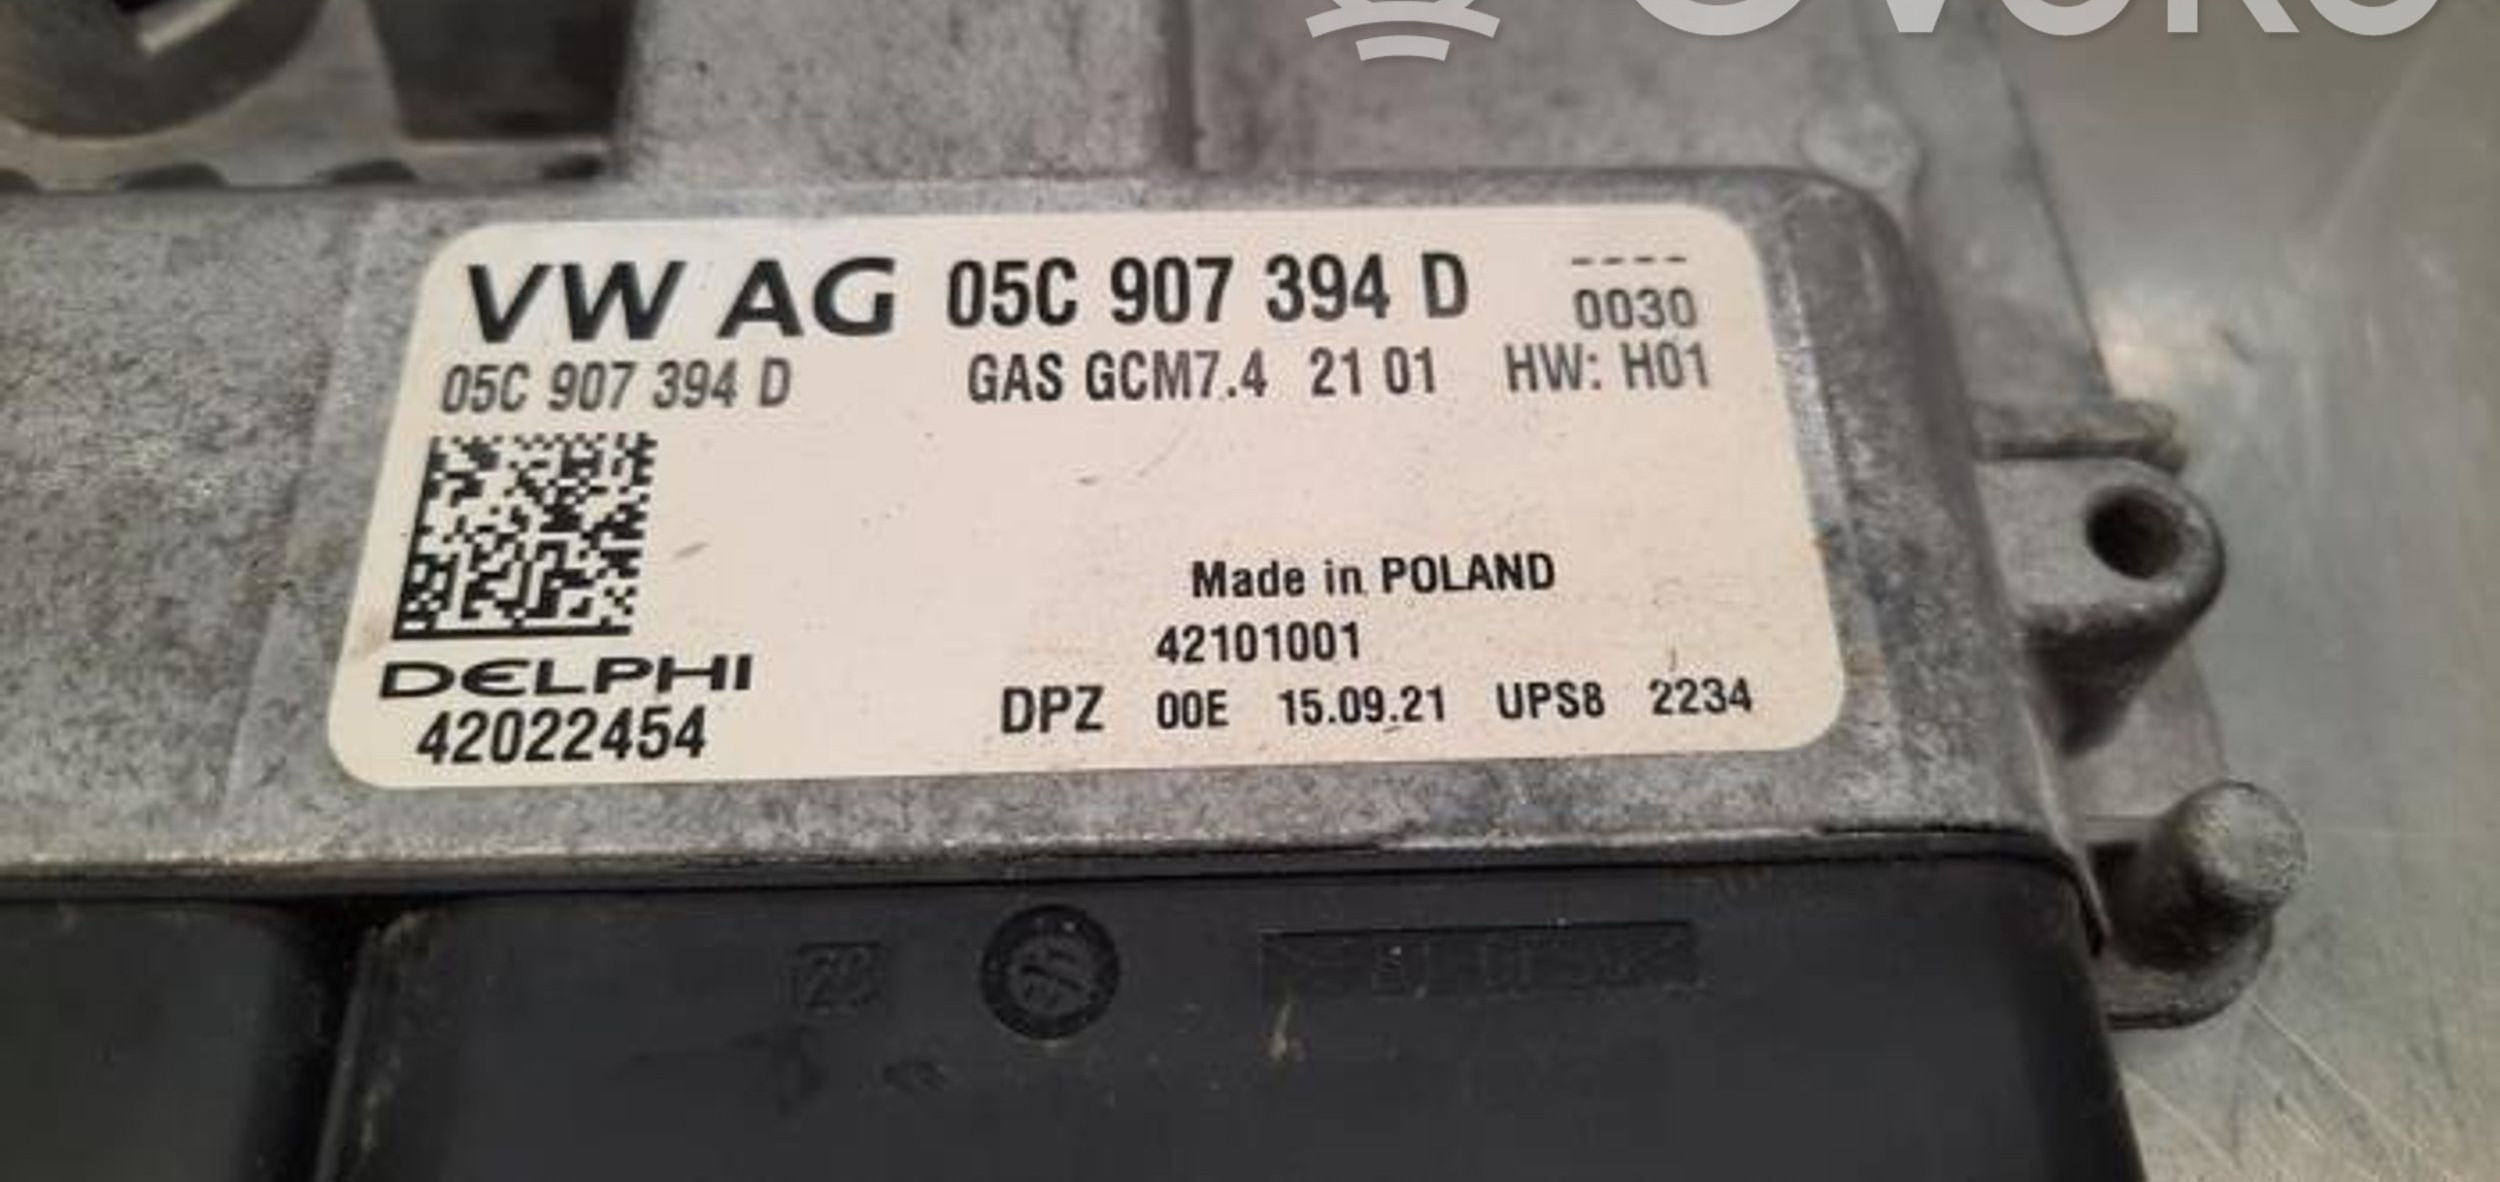 VW AG 05C 907 394 D
----
0030
05C 907 394 D GAS GCM7.4 21 01 HW: H01
Made in POLAND
42101001
DELPHI
42022454
DPZ 00E 15.09.21 UPS8 2234